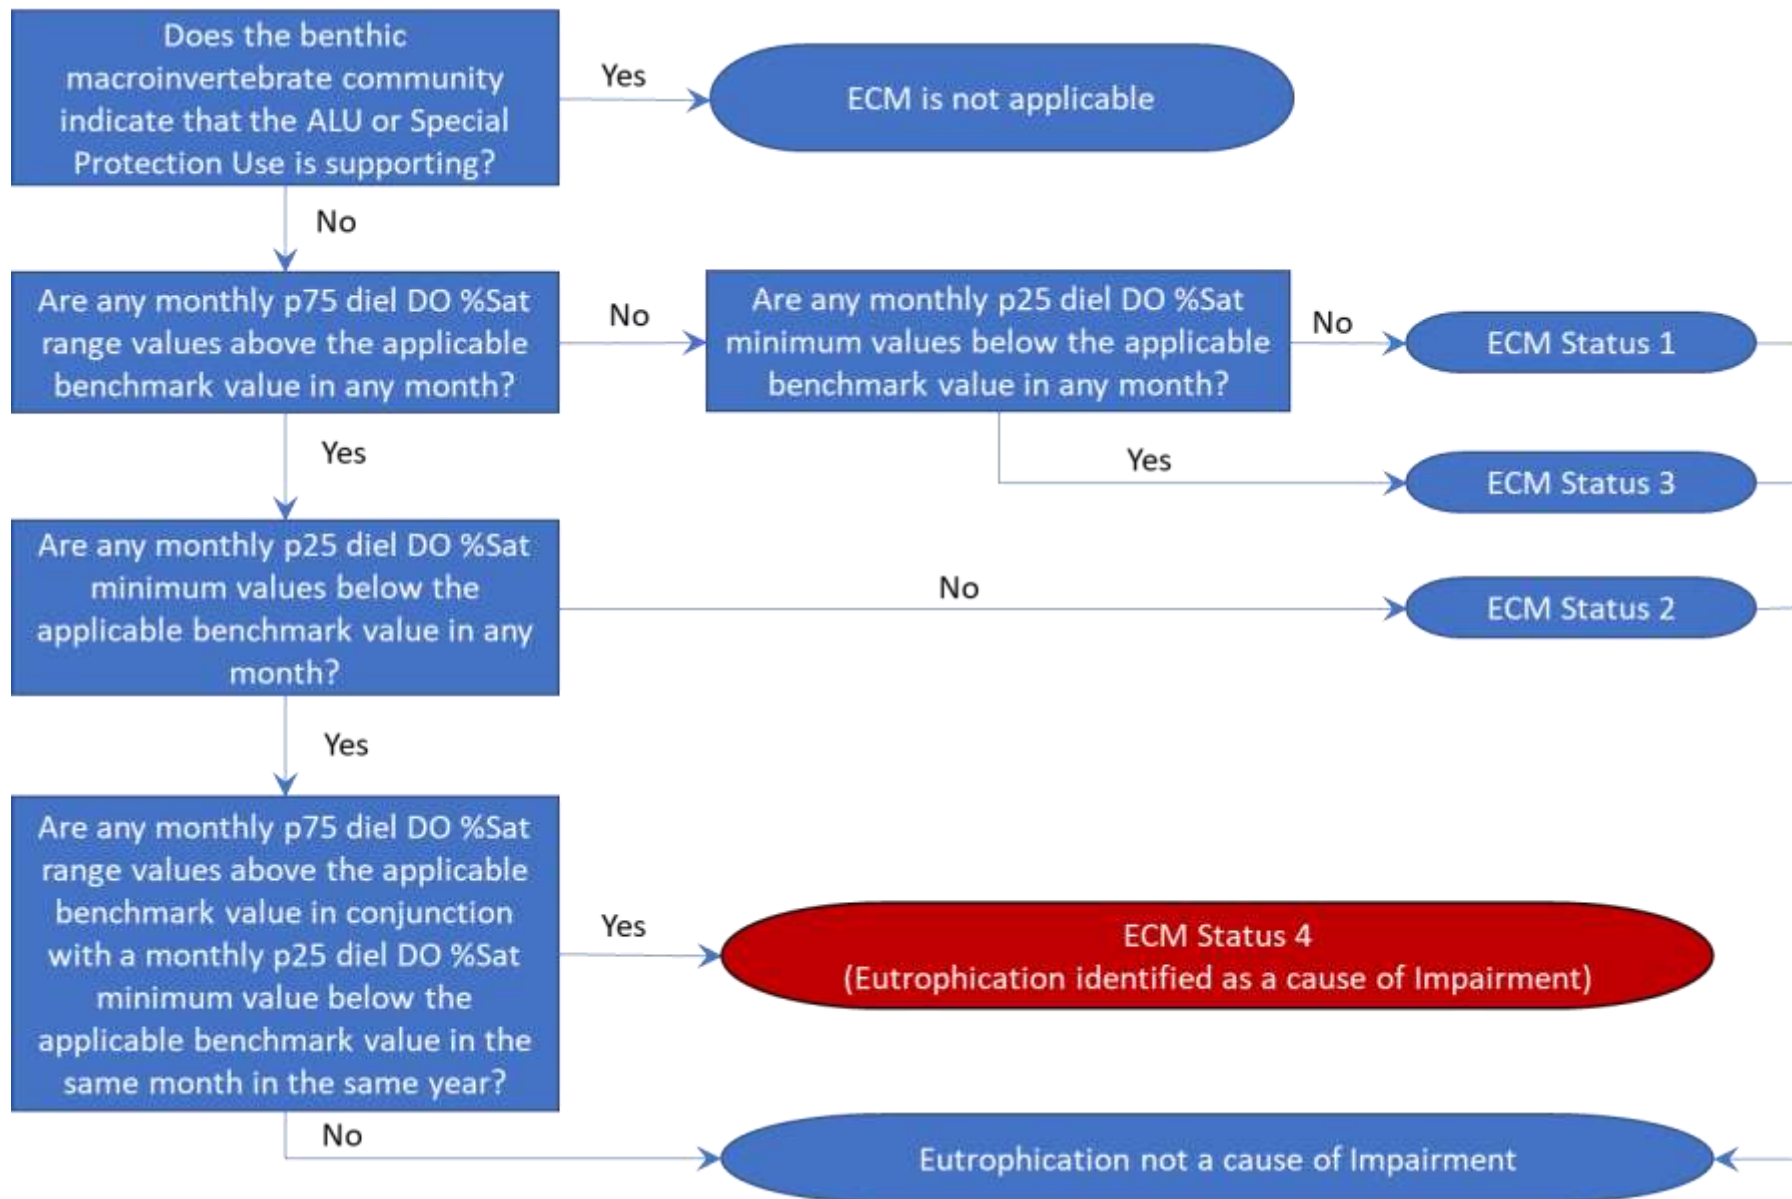 Does the benthic
macroinvertebrate community
indicate that the ALU or Special
Protection Use is supporting?
Yes
ECM is not applicable
No
Are any monthly p75 diel DO %Sat
range values above the applicable
benchmark value in any month?
No
Are any monthly p25 diel DO %Sat
minimum values below the applicable
benchmark value in any month?
No
ECM Status 1
Yes
ECM Status 3
Yes
Are any monthly p25 diel DO %Sat
minimum values below the
applicable benchmark value in any
month?
No
ECM Status 2
Yes
Are any monthly p75 diel DO %Sat
range values above the applicable
benchmark value in conjunction
with a monthly p25 diel DO %Sat
minimum value below the
applicable benchmark value in the
same month in the same year?
Yes
ECM Status 4
(Eutrophication identified as a cause of Impairment)
No
Eutrophication not a cause of Impairment